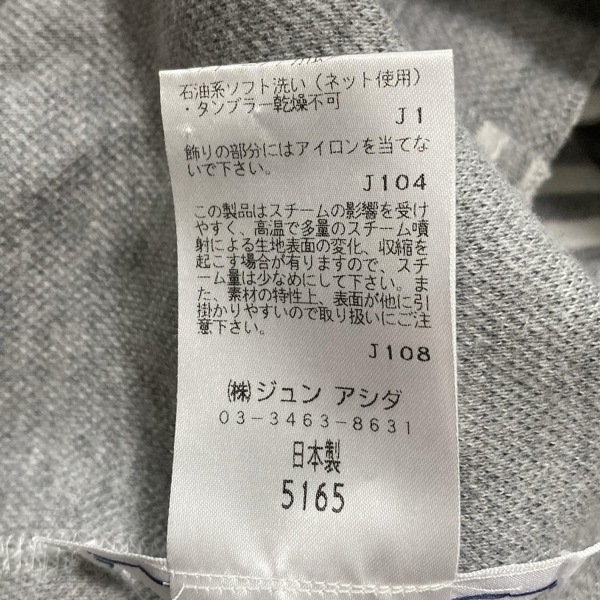 石油系ソフト洗い(ネット使用)
・タンブラー乾燥不可
J1
飾りの部分にはアイロンを当てな
いで下さい。
J104
この製品はスチームの影響を受け
やすく、高温で多量のスチーム噴
射による生地表面の変化、収縮を
起こす場合が有りますので、スチ
ーム量は少なめにして下さい。ま
た、素材の特性上、表面が他に引
掛かりやすいので取り扱いにご注
意下さい。
J108
(株)ジュン アシダ
03-3463-8631
日本製
5165